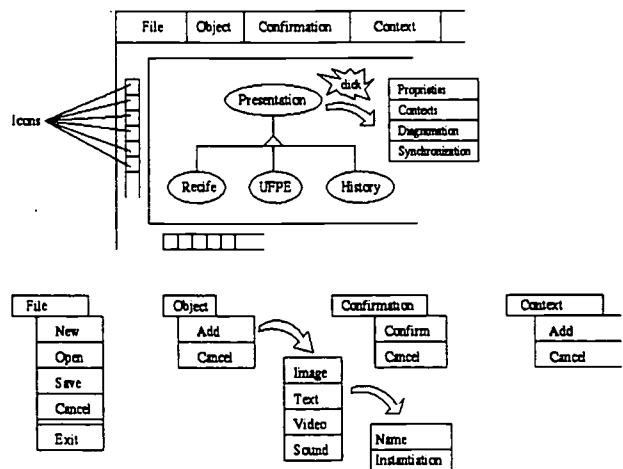 File Object Confirmation Context
click
Presentation
Proprieties
Contexts
Diagramation
Synchronization
Icons
Recife UFPE History
File Object Confirmation Context
New Add Confirm Add
Open Cancel Cancel Cancel
Save Image
Cancel Text
Exit Video Name
Sound Instantiation